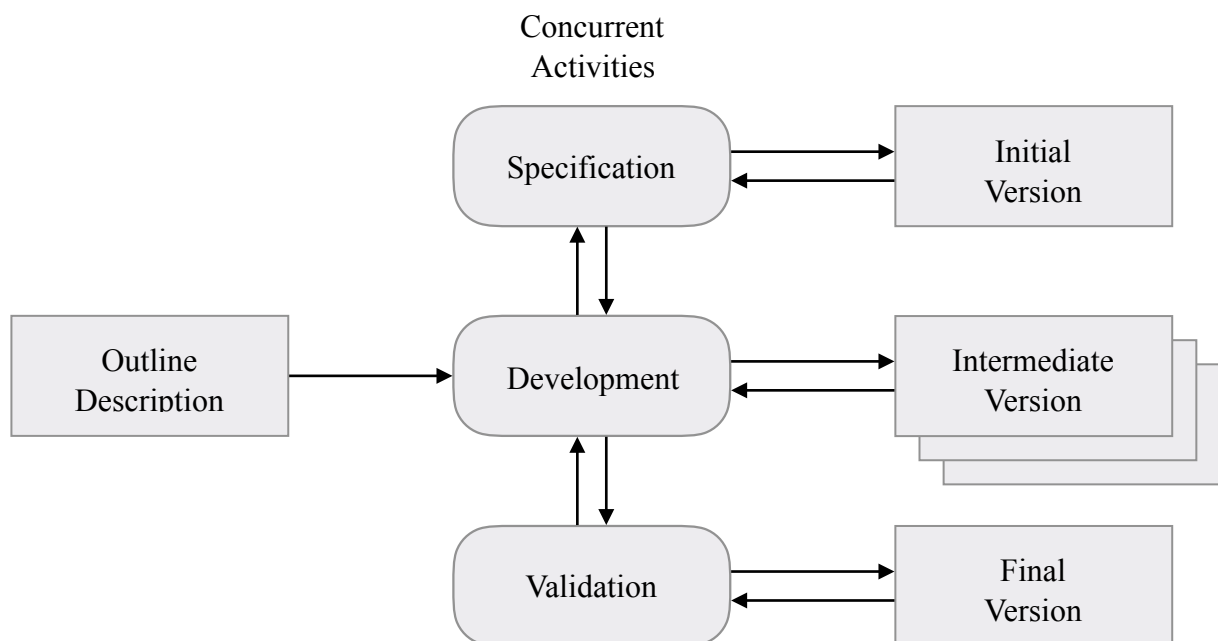 Concurrent
Activities
Specification
Initial
Version
Outline
Description
Development
Intermediate
Version
Validation
Final
Version